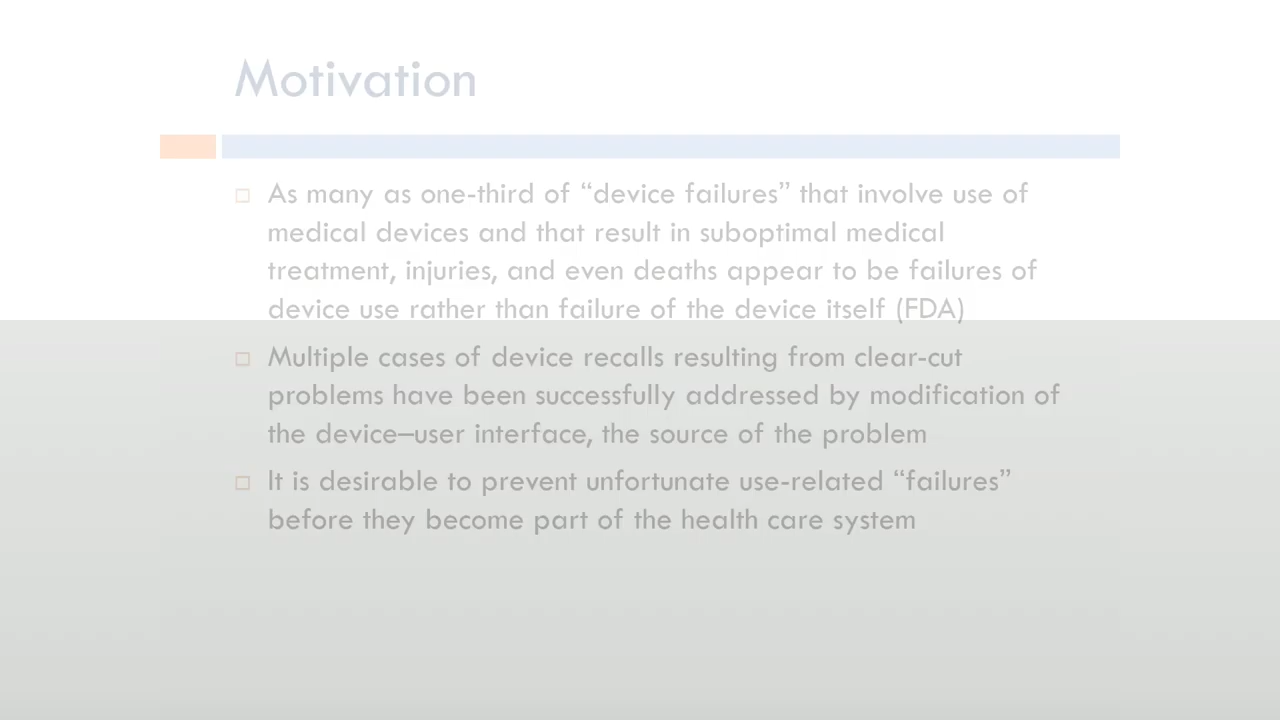 Motivation
As many as one-third of “device failures” that involve use of
medical devices and that result in suboptimal medical
treatment, injuries, and even deaths appear to be failures of
device use rather than failure of the device itself (FDA)
Multiple cases of device recalls resulting from clear-cut
problems have been successfully addressed by modification of
the device–user interface, the source of the problem
It is desirable to prevent unfortunate use-related “failures”
before they become part of the health care system